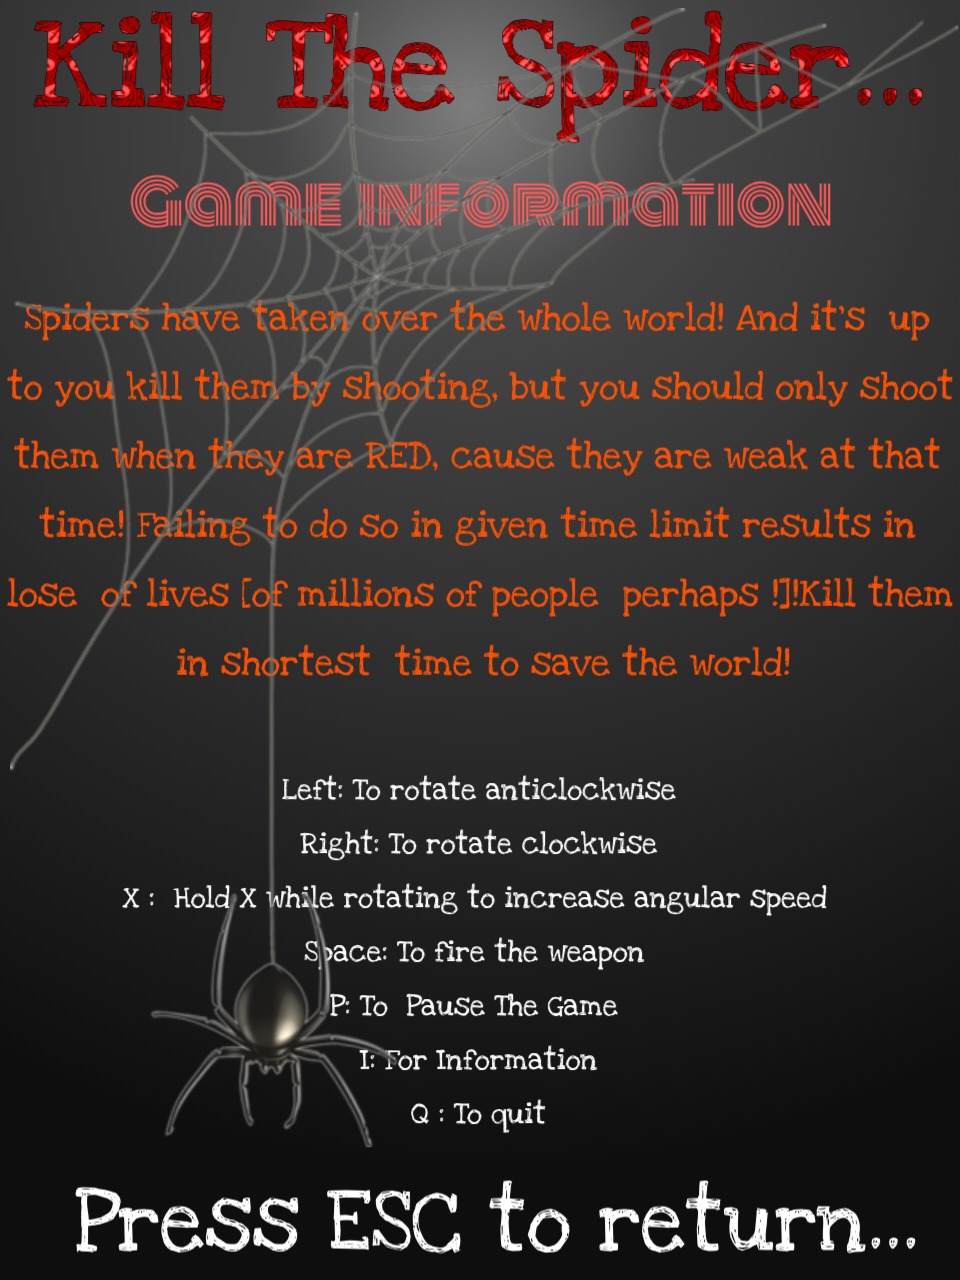 Kill The Spider...
Game information
Spiders have taken over the whole world! And it's up
to you kill them by shooting, but you should only shoot
them when they are RED, cause they are weak at that
time! Failing to do so in given time limit results in
lose of lives [of millions of people perhaps !]!Kill them
in shortest time to save the world!
Left: To rotate anticlockwise
Right: To rotate clockwise
X : Hold X while rotating to increase angular speed
Space: To fire the weapon
P: To Pause The Game
I: For Information
Q : To quit
Press ESC to return...